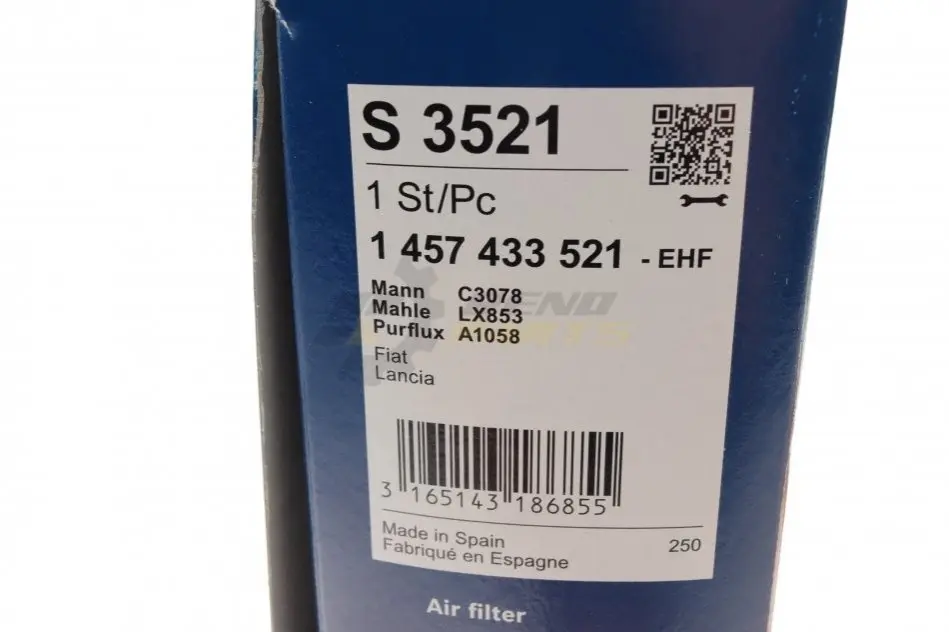 S 3521
1 St/Pc
1 457 433 521 - EHF
Mann C3078
Mahle LX853
Purflux A1058
Fiat
Lancia
3 165143 186855
Made in Spain
Fabriqué en Espagne
250
Air filter